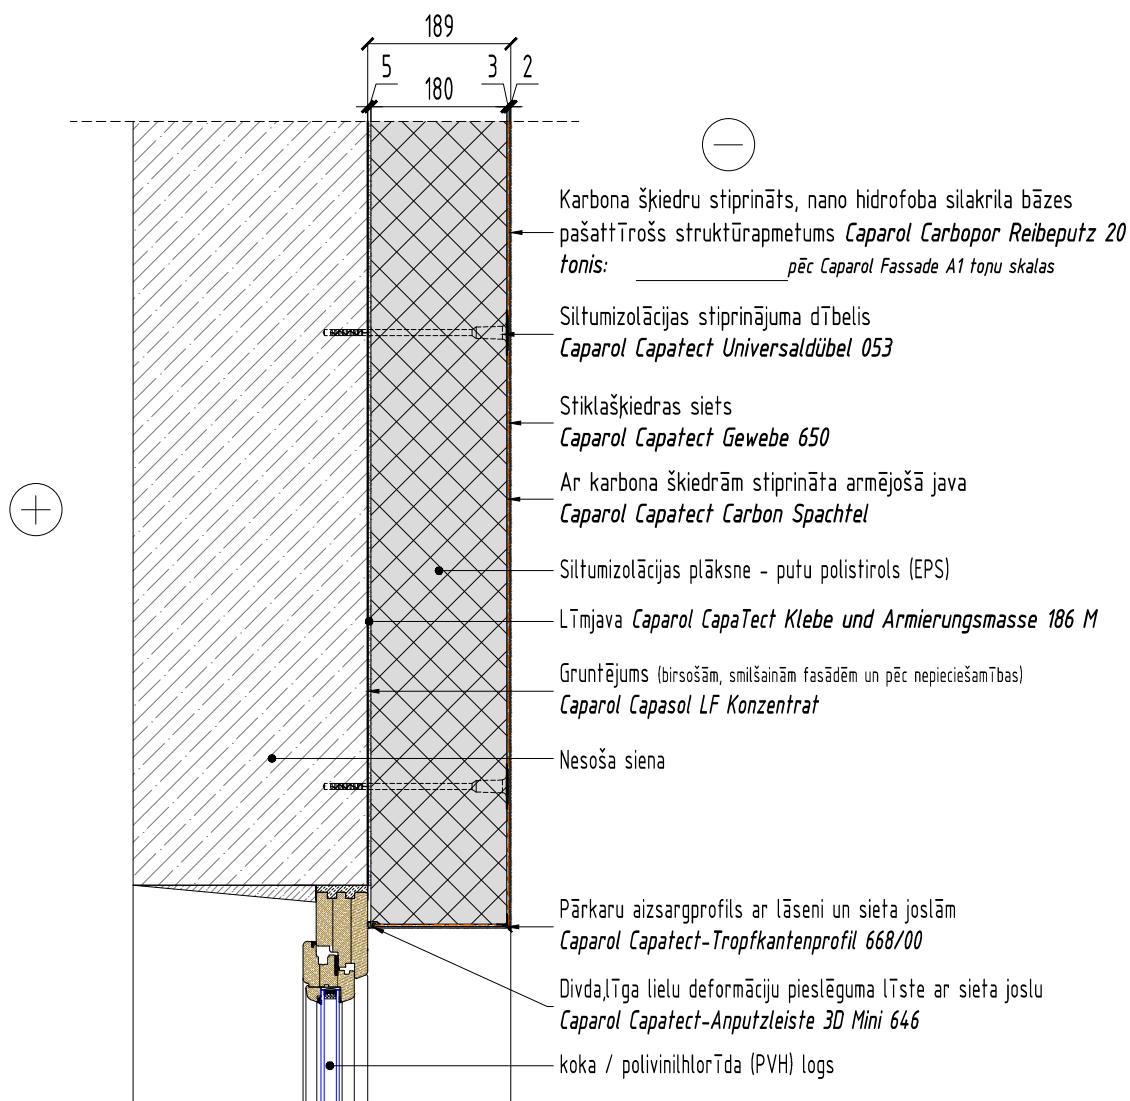 189
5
3
2
180
Karbona šķiedru stiprināts, nano hidrofoba silakrila bāzes
pašattīrošs struktūrapmetums Caparol Carbopor Reibeputz 20
tonis: pēc Caparol Fassade A1 toņu skalas
Siltumizolācijas stiprinājuma dībelis
Caparol Capatect Universaldübel 053
Stiklašķiedras siets
Caparol Capatect Gewebe 650
Ar karbona šķiedrām stiprināta armējošā java
Caparol Capatect Carbon Spachtel
Siltumizolācijas plāksne - putu polistirols (EPS)
Līmjava Caparol CapaTect Klebe und Armierungsmasse 186 M
Gruntējums (birsošām, smilšainām fasādēm un pēc nepieciešamības)
Caparol Capasol LF Konzentrat
Nesoša siena
Pārkaru aizsargprofils ar lāseni un sieta joslām
Caparol Capatect-Tropfkantenprofil 668/00
Divda,līga lielu deformāciju pieslēguma līste ar sieta joslu
Caparol Capatect-Anputzleiste 3D Mini 646
koka / polivinilhlorīda (PVH) logs